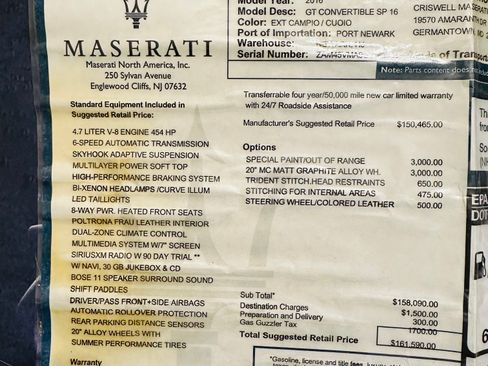 Model Year: 2016
Model Desc: GT CONVERTIBLE SP 16
Color: EXT CAMPIO / CUOIO
Port of Importation: PORT NEWARK
Warehouse:
Serial Number:
CRISWELL
19570 AMARAN
GERMANTOWN,
of Transporta
Note: Parts content does
MASERATI
Maserati North America, Inc.
250 Sylvan Avenue
Englewood Cliffs, NJ 07632
Standard Equipment Included in
Suggested Retail Price:
4.7 LITER V-8 ENGINE 454 HP
6-SPEED AUTOMATIC TRANSMISSION
SKYHOOK ADAPTIVE SUSPENSION
MULTILAYER POWER SOFT TOP
HIGH-PERFORMANCE BRAKING SYSTEM
BI-XENON HEADLAMPS /CURVE ILLUM
LED TAILLIGHTS
8-WAY PWR. HEATED FRONT SEATS
POLTRONA FRAU LEATHER INTERIOR
DUAL-ZONE CLIMATE CONTROL
MULTIMEDIA SYSTEM W/7" SCREEN
SIRIUSXM RADIO W 90 DAY TRIAL **
W/ NAVI, 30 GB JUKEBOX & CD
BOSE 11 SPEAKER SURROUND SOUND
SHIFT PADDLES
DRIVER/PASS FRONT+SIDE AIRBAGS
AUTOMATIC ROLLOVER PROTECTION
REAR PARKING DISTANCE SENSORS
20" ALLOY WHEELS WITH
SUMMER PERFORMANCE TIRES
Warranty
Transferrable four year/50,000 mile new car limited warranty
with 24/7 Roadside Assistance
Manufacturer's Suggested Retail Price $150,465.00
Options
SPECIAL PAINT/OUT OF RANGE 3,000.00
20" MC MATT GRAPHITE ALLOY WH. 3,000.00
TRIDENT STITCH.HEAD RESTRAINTS 650.00
STITCHING FOR INTERNAL AREAS 475.00
STEERING WHEEL/COLORED LEATHER 500.00
Sub Total* $158,090.00
Destination Charges $1,500.00
Preparation and Delivery 300.00
Gas Guzzler Tax 1700.00
Total Suggested Retail Price $161,590.00
*Gasoline, license and title fees,
EPA
DOT